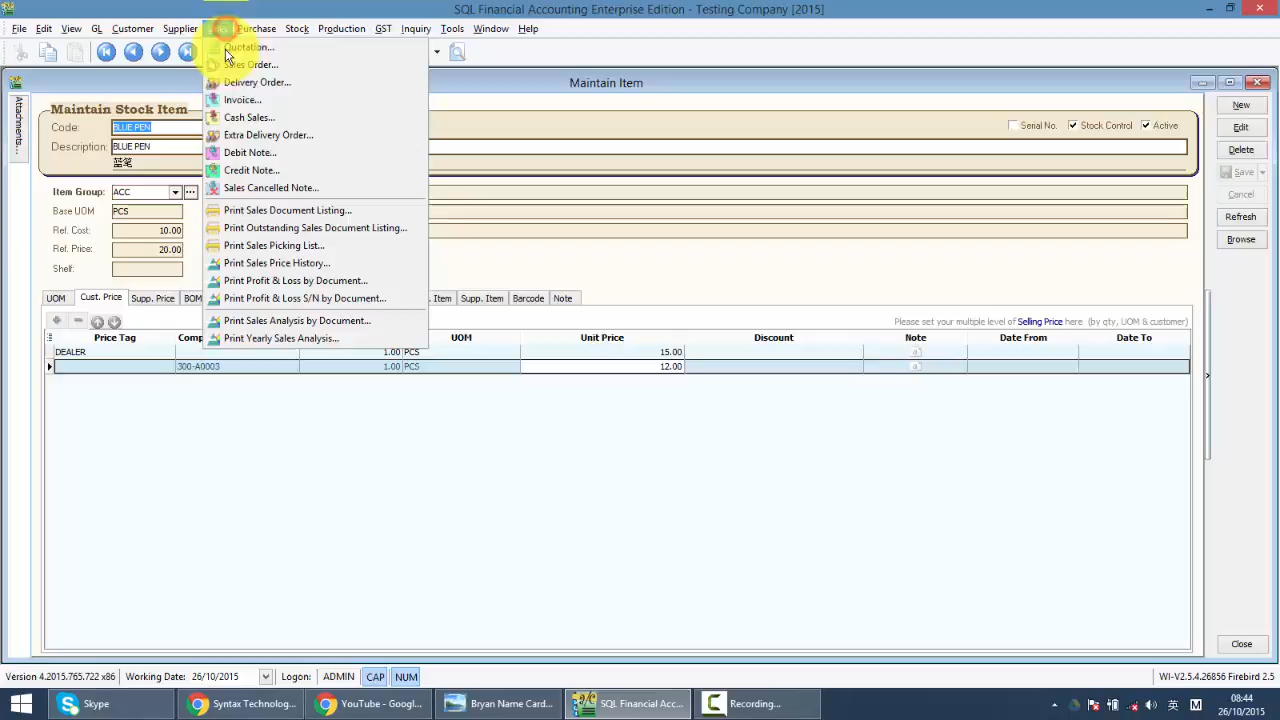 SQL Financial Accounting Enterprise Edition - Testing Company [2015]
File Edit View GL Customer Supplier Purchase Stock Production GST Inquiry Tools Window Help
Maintain Item
Quotation...
Sales Order...
Delivery Order...
Invoice...
Cash Sales...
Extra Delivery Order...
Debit Note...
Credit Note...
Sales Cancelled Note...
Print Sales Document Listing...
Print Outstanding Sales Document Listing...
Print Sales Picking List...
Print Sales Price History...
Print Profit & Loss by Document...
Print Profit & Loss S/N by Document...
Print Sales Analysis by Document...
Print Yearly Sales Analysis...
Attachments...
Maintain Stock Item
Code: BLUE PEN
Serial No. Stock Control Active
Description: BLUE PEN
蓝笔
Item Group: ACC
Base UOM PCS
Ref. Cost: 10.00
Ref. Price: 20.00
Shelf:
New
Edit
Delete
Save
Cancel
Refresh
Browse
UOM Cust. Price Supp. Price BOM Item Supp. Item Barcode Note
Please set your multiple level of Selling Price here (by qty, UOM & customer)
Price Tag Comp UOM Unit Price Discount Note Date From Date To
DEALER 1.00 PCS 15.00
300-A0003 1.00 PCS 12.00
Close
Version 4.2015.765.722 x86 Working Date: 26/10/2015 Logon: ADMIN CAP NUM WI-V2.5.4.26856 Firebird 2.5
Skype Syntax Technolog... YouTube - Googl... Bryan Name Card... SQL Financial Acc... Recording... M 08:44
26/10/2015